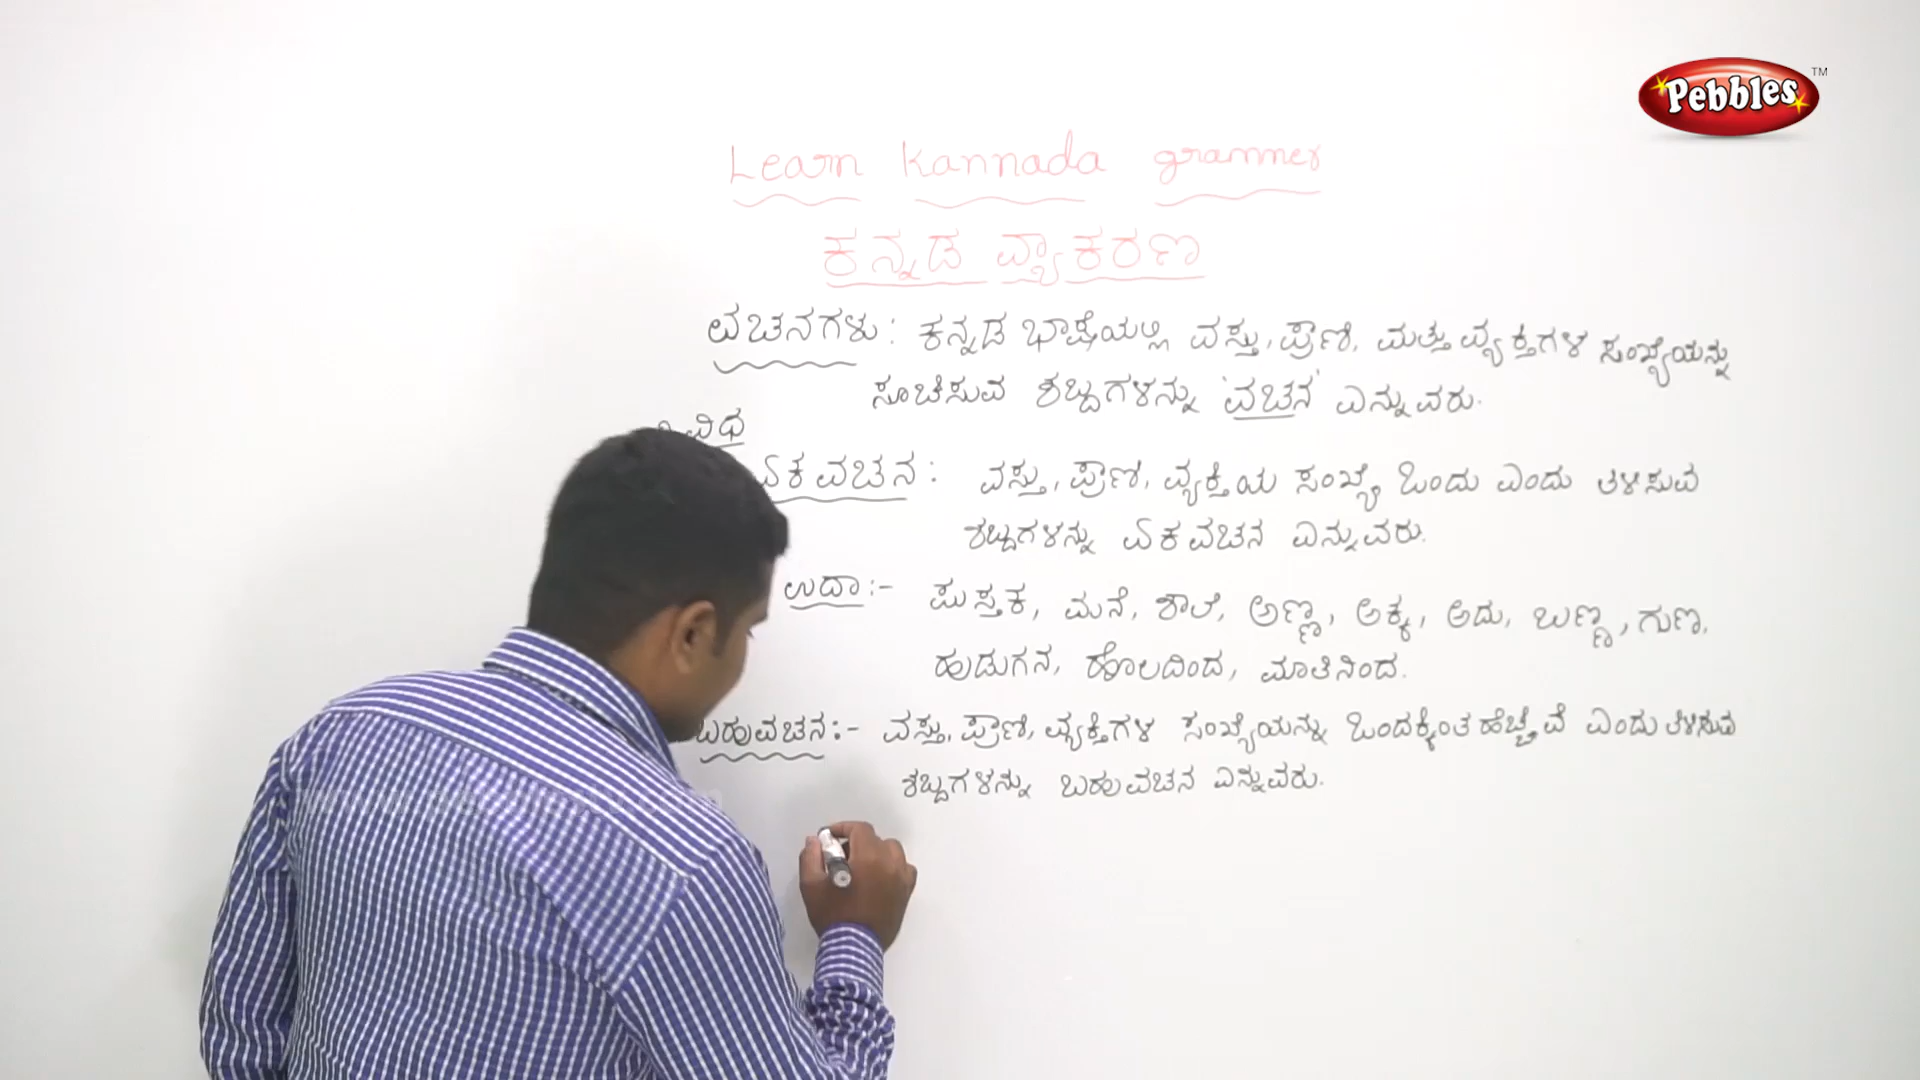 Pebbles TM
Learn Kannada grammer
ಕನ್ನಡ ವ್ಯಾಕರಣ
ವಚನಗಳು : ಕನ್ನಡ ಭಾಷೆಯಲ್ಲಿ ವಸ್ತು, ಪ್ರಾಣಿ, ಮತ್ತು ವ್ಯಕ್ತಿಗಳ ಸಂಖ್ಯೆಯನ್ನು
ಸೂಚಿಸುವ ಶಬ್ದಗಳನ್ನು 'ವಚನ' ಎನ್ನುವರು.
ವಿಧ
ಏಕವಚನ : ವಸ್ತು, ಪ್ರಾಣಿ, ವ್ಯಕ್ತಿಯ ಸಂಖ್ಯೆ ಒಂದು ಎಂದು ತಿಳಿಸುವ
ಶಬ್ದಗಳನ್ನು ಏಕವಚನ ಎನ್ನುವರು.
ಉದಾ :- ಪುಸ್ತಕ, ಮನೆ, ಶಾಲೆ, ಅಣ್ಣ, ಅಕ್ಕ, ಅದು, ಬಣ್ಣ, ಗುಣ,
ಹುಡುಗನ, ಹೊಲದಿಂದ, ಮಾತಿನಿಂದ.
ಬಹುವಚನ :- ವಸ್ತು, ಪ್ರಾಣಿ, ವ್ಯಕ್ತಿಗಳ ಸಂಖ್ಯೆಯನ್ನು ಒಂದಕ್ಕಿಂತ ಹೆಚ್ಚಿವೆ ಎಂದು ತಿಳಿಸುವ
ಶಬ್ದಗಳನ್ನು ಬಹುವಚನ ಎನ್ನುವರು.